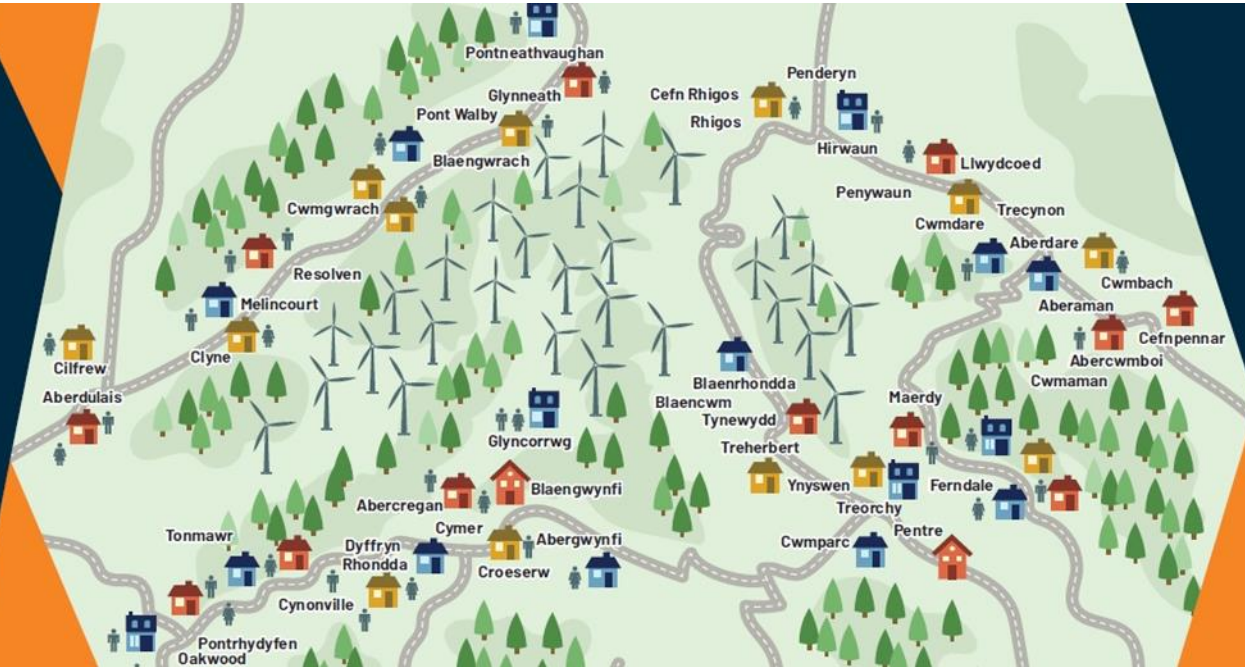 Pontneathvaughan
Glynneath
Pont Walby
Blaengwrach
Cwmgwrach
Resolven
Melincourt
Clyne
Cilfrew
Aberdulais
Cefn Rhigos
Rhigos
Penderyn
Hirwaun
Llwydcoed
Penywaun
Trecynon
Cwmdare
Aberdare
Cwmbach
Aberaman
Cefnpennar
Abercwmboi
Cwmaman
Blaenrhondda
Blaencwm
Tynewydd
Treherbert
Maerdy
Ynyswen
Ferndale
Treorchy
Pentre
Cwmparc
Glyncorrwg
Blaengwynfi
Abercregan
Cymer
Abergwynfi
Croeserw
Tonmawr
Dyffryn
Rhondda
Cynonville
Pontrhydyfen
Oakwood